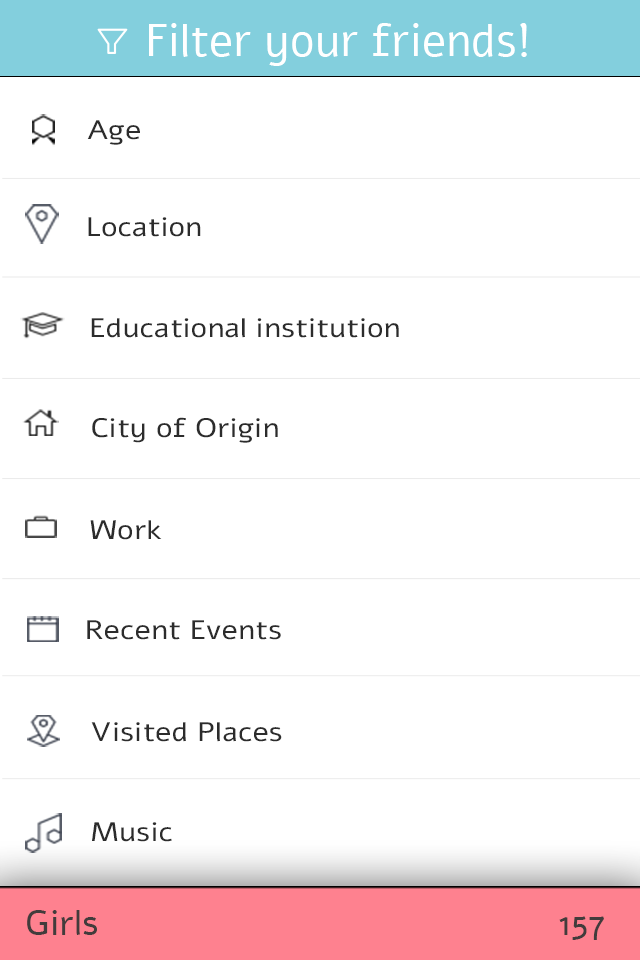 Filter your friends!
Age
Location
Educational institution
City of Origin
Work
Recent Events
Visited Places
Music
Girls 157